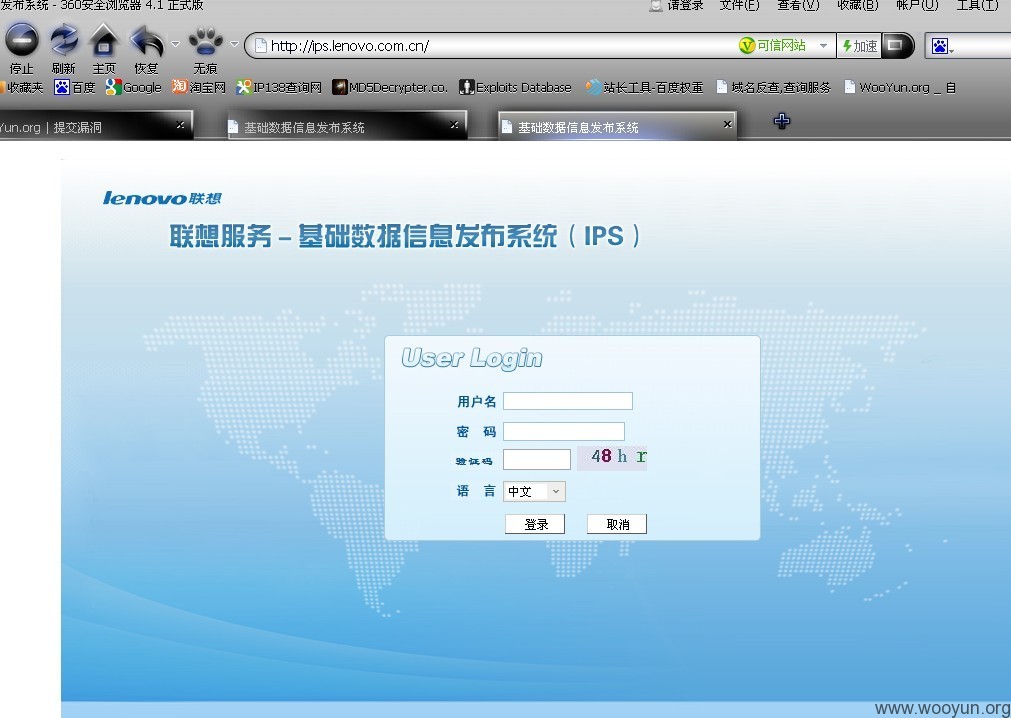 发布系统 - 360安全浏览器 4.1 正式版
请登录 文件(F) 查看(V) 收藏(B) 帐户(U) 工具(T)
http://ips.lenovo.com.cn/ 可信网站 加速
停止 刷新 主页 恢复 无痕
收藏夹 百度 Google 淘宝网 IP138查询网 MD5Decrypter.co. Exploits Database 站长工具-百度权重 域名反查,查询服务 WooYun.org _ 自
Yun.org | 提交漏洞 基础数据信息发布系统 基础数据信息发布系统
lenovo联想
联想服务 – 基础数据信息发布系统（IPS）
User Login
用户名
密 码
验证码 48 h r
语 言 中文
登录 取消
www.wooyun.org